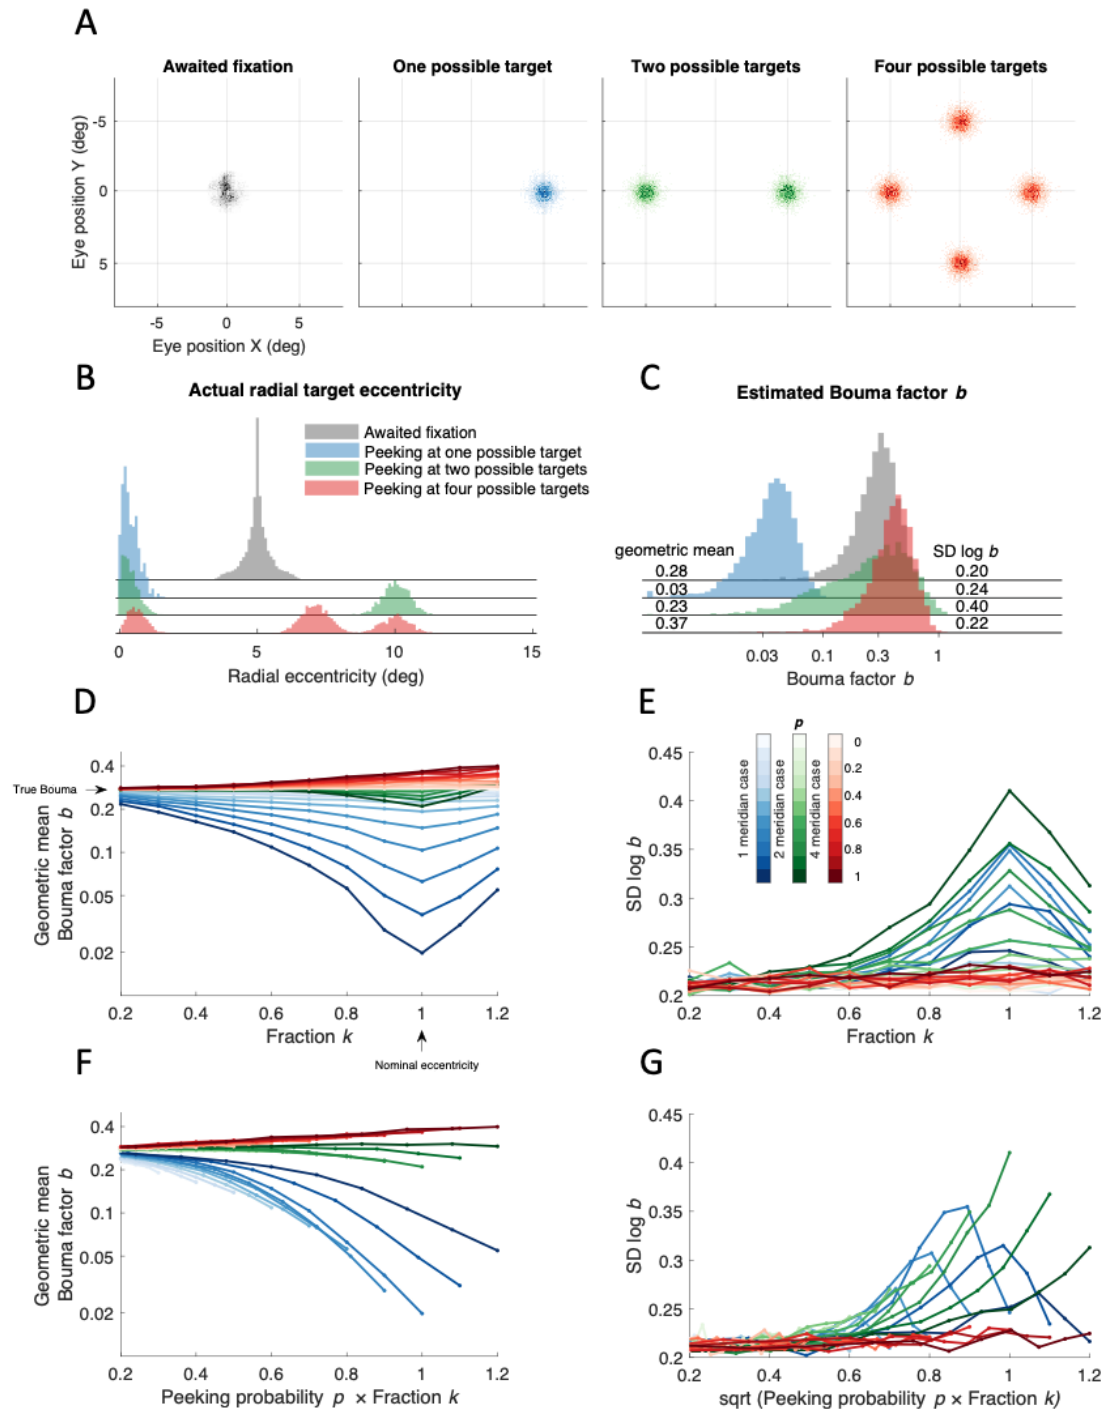 A
Awaited fixation
One possible target
Two possible targets
Four possible targets
Eye position Y (deg)
-5
0
5
-5 0 5
Eye position X (deg)
B
Actual radial target eccentricity
Awaited fixation
Peeking at one possible target
Peeking at two possible targets
Peeking at four possible targets
0 5 10 15
Radial eccentricity (deg)
C
Estimated Bouma factor b
geometric mean
SD log b
0.28 0.20
0.03 0.24
0.23 0.40
0.37 0.22
0.03 0.1 0.3 1
Bouma factor b
D
True Bouma
Geometric mean
Bouma factor b
0.4
0.2
0.1
0.05
0.02
0.2 0.4 0.6 0.8 1 1.2
Fraction k
Nominal eccentricity
E
p
1 meridian case
2 meridian case
4 meridian case
0
0.2
0.4
0.6
0.8
1
SD log b
0.45
0.4
0.35
0.3
0.25
0.2
0.2 0.4 0.6 0.8 1 1.2
Fraction k
F
Geometric mean
Bouma factor b
0.4
0.2
0.1
0.05
0.02
0.2 0.4 0.6 0.8 1 1.2
Peeking probability p × Fraction k
G
SD log b
0.45
0.4
0.35
0.3
0.25
0.2
0.2 0.4 0.6 0.8 1 1.2
sqrt (Peeking probability p × Fraction k)